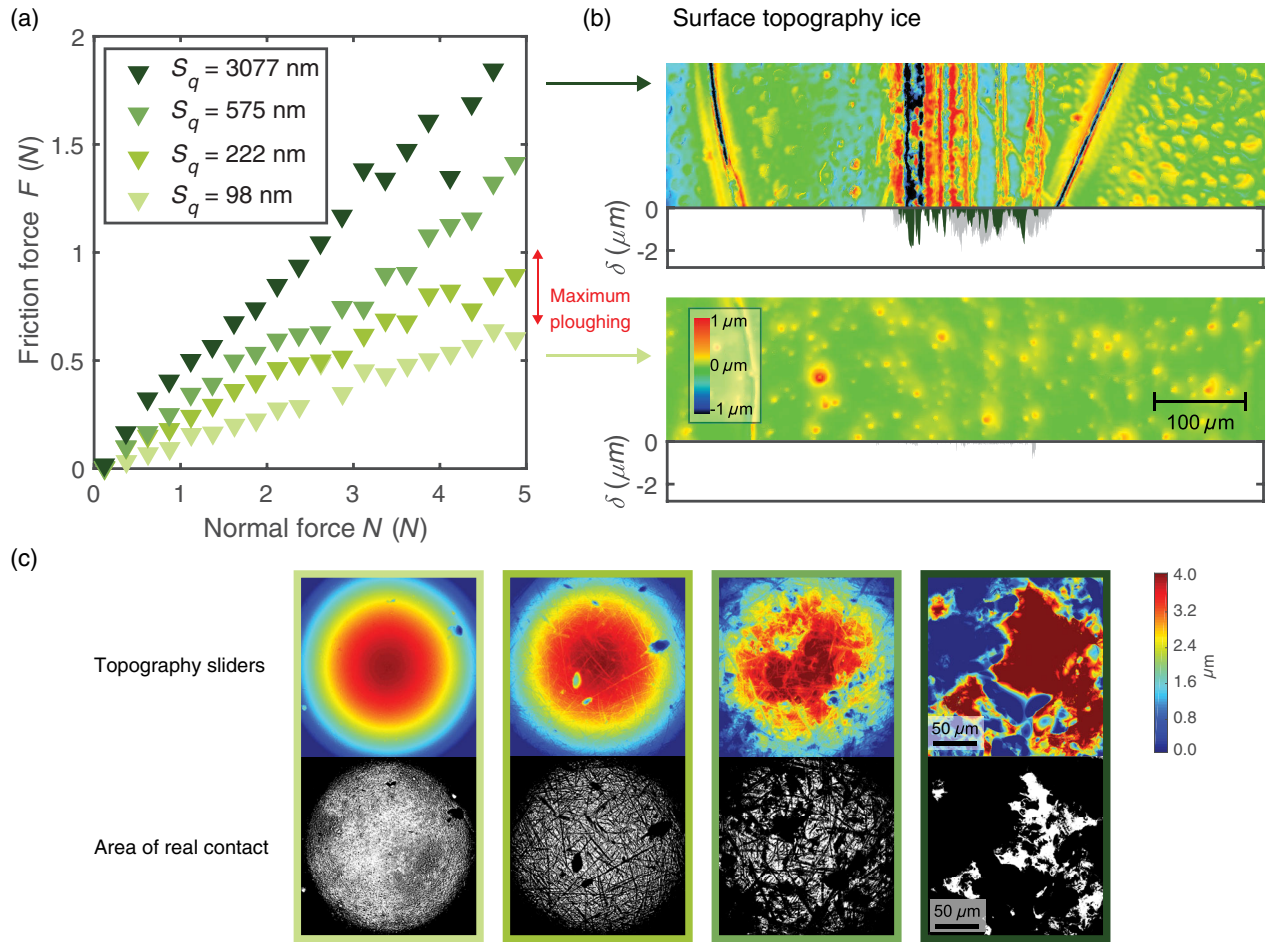 (a)
Friction force F (N)
2
1.5
1
0.5
0
S_q = 3077 nm
S_q = 575 nm
S_q = 222 nm
S_q = 98 nm
0 1 2 3 4 5
Normal force N (N)
Maximum
ploughing
(b) Surface topography ice
δ (µm)
0
-2
1 µm
0 µm
-1 µm
100 µm
δ (µm)
0
-2
(c)
Topography sliders
50 µm
4.0
3.2
2.4
1.6
0.8
0.0
µm
Area of real contact
50 µm